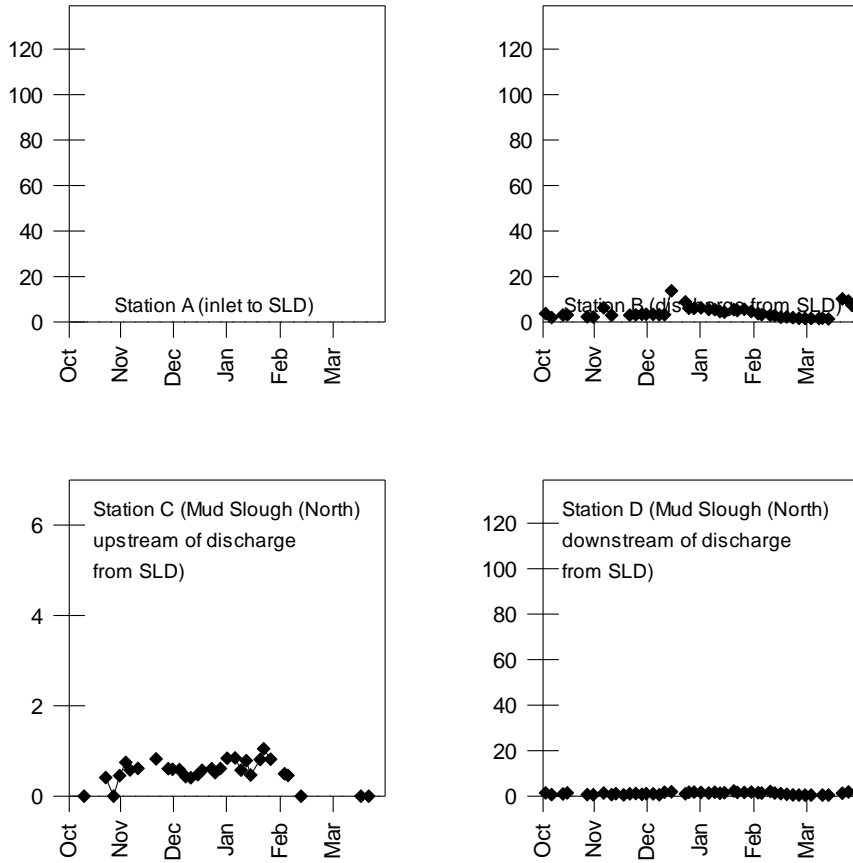 120
100
80
60
40
20
0
Station A (inlet to SLD)
Oct Nov Dec Jan Feb Mar
120
100
80
60
40
20
0
Station B (discharge from SLD)
Oct Nov Dec Jan Feb Mar
6
4
2
0
Station C (Mud Slough (North)
upstream of discharge
from SLD)
Oct Nov Dec Jan Feb Mar
120
100
80
60
40
20
0
Station D (Mud Slough (North)
downstream of discharge
from SLD)
Oct Nov Dec Jan Feb Mar